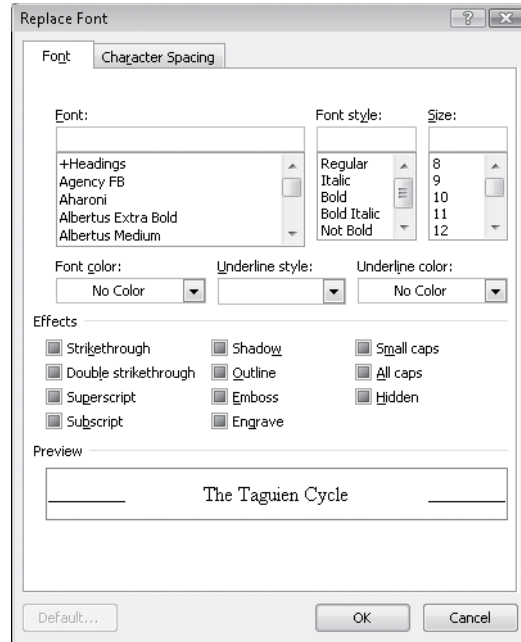 Replace Font
Font Character Spacing
Font: Font style: Size:
+Headings Regular 8
Agency FB Italic 9
Aharoni Bold 10
Albertus Extra Bold Bold Italic 11
Albertus Medium Not Bold 12
Font color: Underline style: Underline color:
No Color No Color
Effects
Strikethrough Shadow Small caps
Double strikethrough Outline All caps
Superscript Emboss Hidden
Subscript Engrave
Preview
The Taguien Cycle
Default... OK Cancel